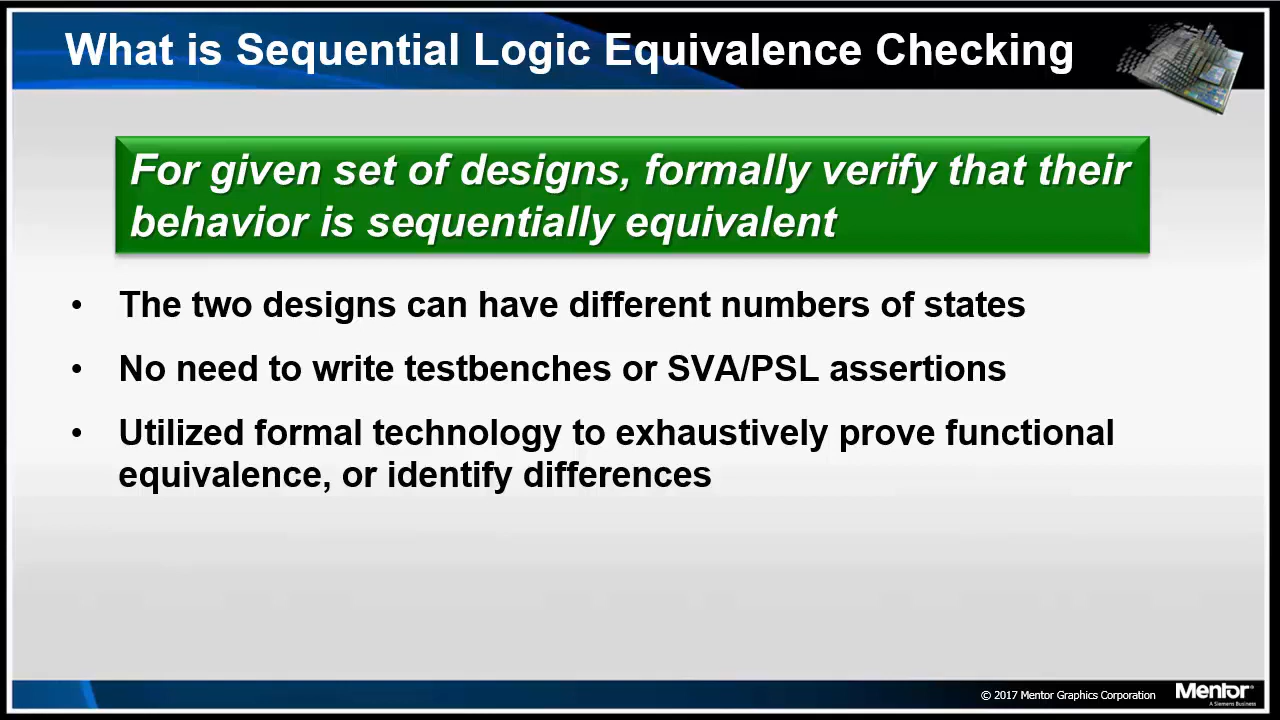 What is Sequential Logic Equivalence Checking
For given set of designs, formally verify that their
behavior is sequentially equivalent
• The two designs can have different numbers of states
• No need to write testbenches or SVA/PSL assertions
• Utilized formal technology to exhaustively prove functional
equivalence, or identify differences
© 2017 Mentor Graphics Corporation
Mentor®
A Siemens Business